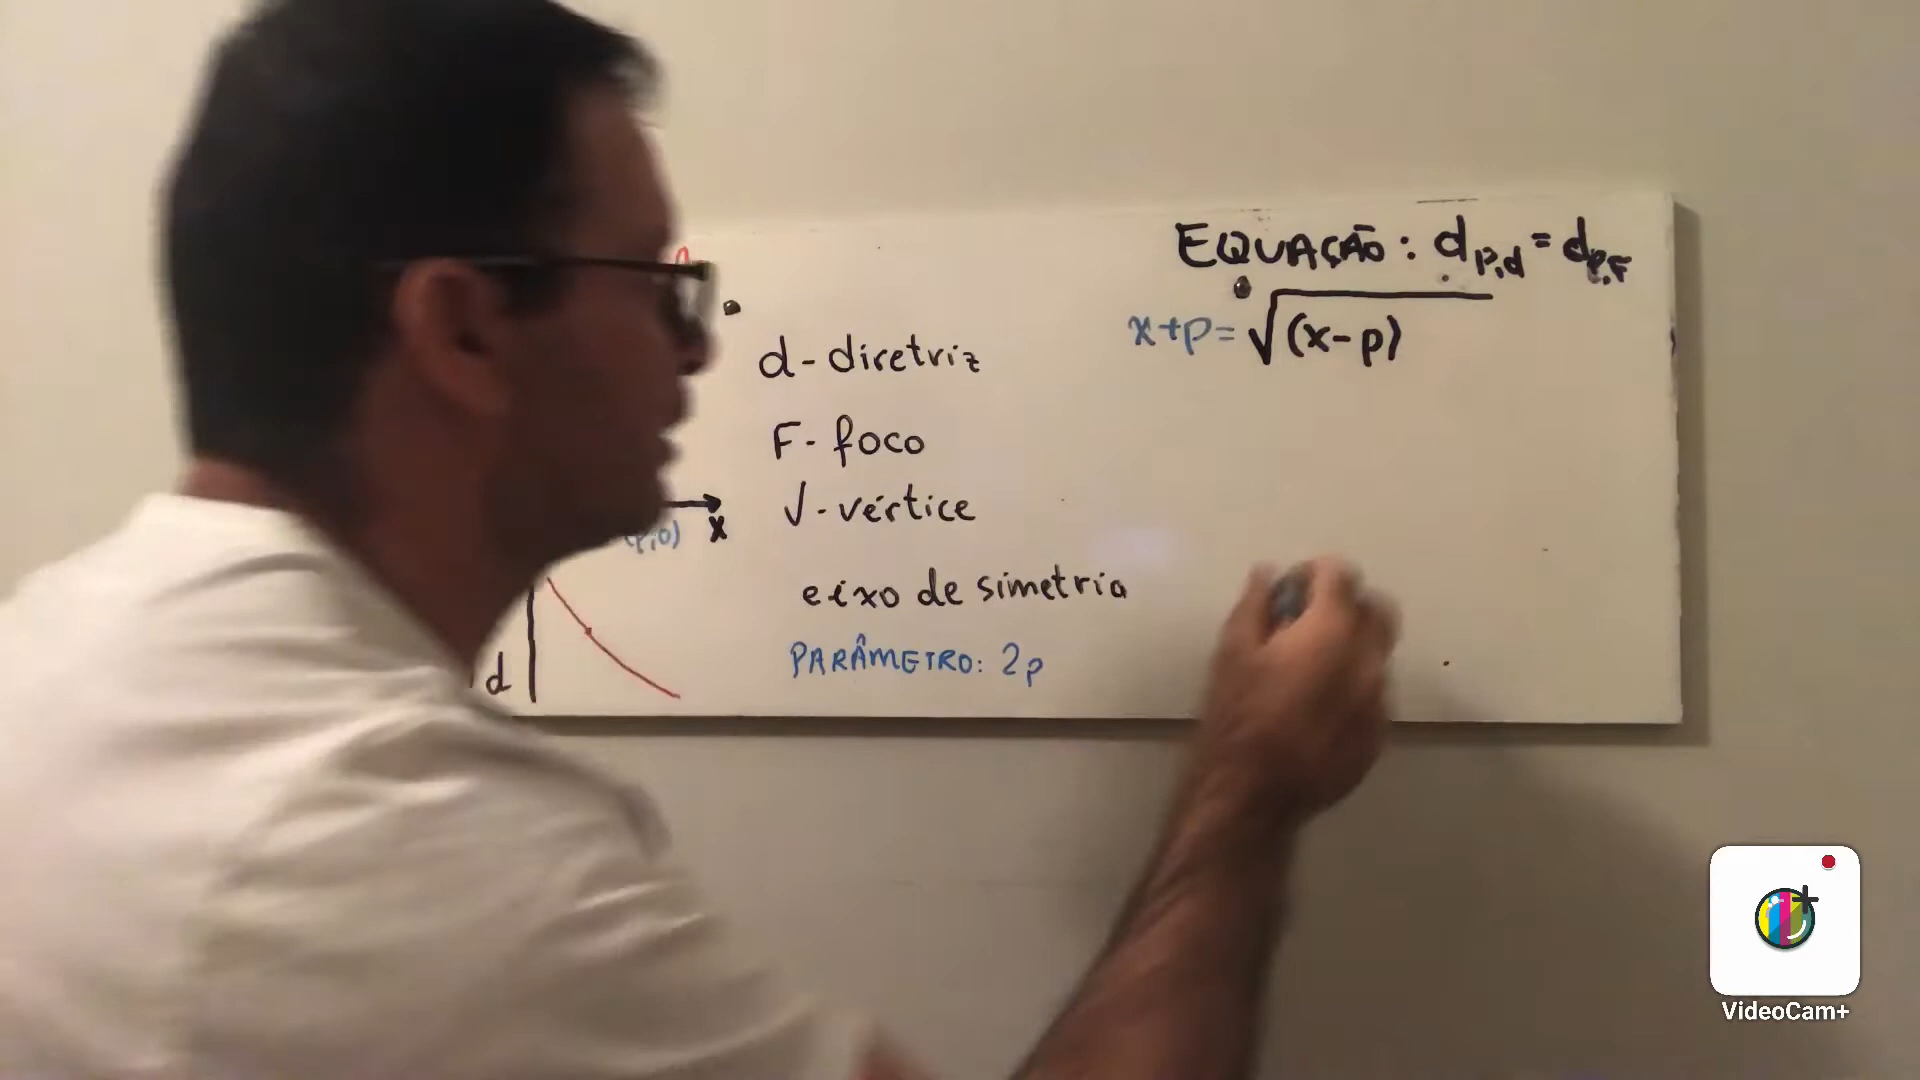 EQUAÇÃO: dP,d = dP,F
x+p= √(x-p)
d - diretriz
F - foco
V - vértice
eixo de simetria
PARÂMETRO: 2p
(p,0)
x
d
VideoCam+